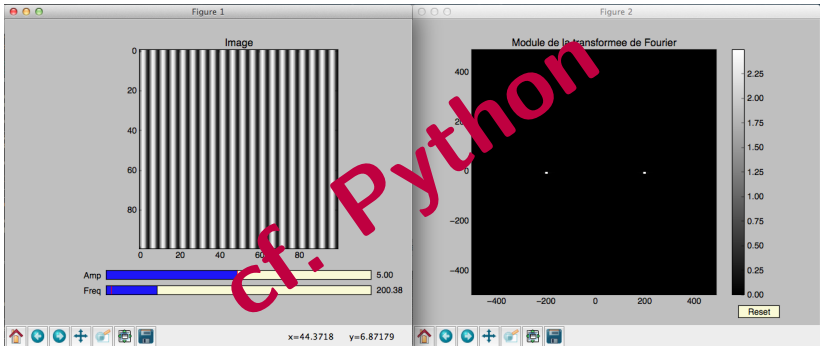 Figure 1
Image
0
20
40
60
80
0 20 40 60 80
Amp 5.00
Freq 200.38
x=44.3718 y=6.87179
Figure 2
Module de la transformee de Fourier
400
200
0
−200
−400
−400 −200 0 200 400
2.25
2.00
1.75
1.50
1.25
1.00
0.75
0.50
0.25
0.00
Reset
cf. Python